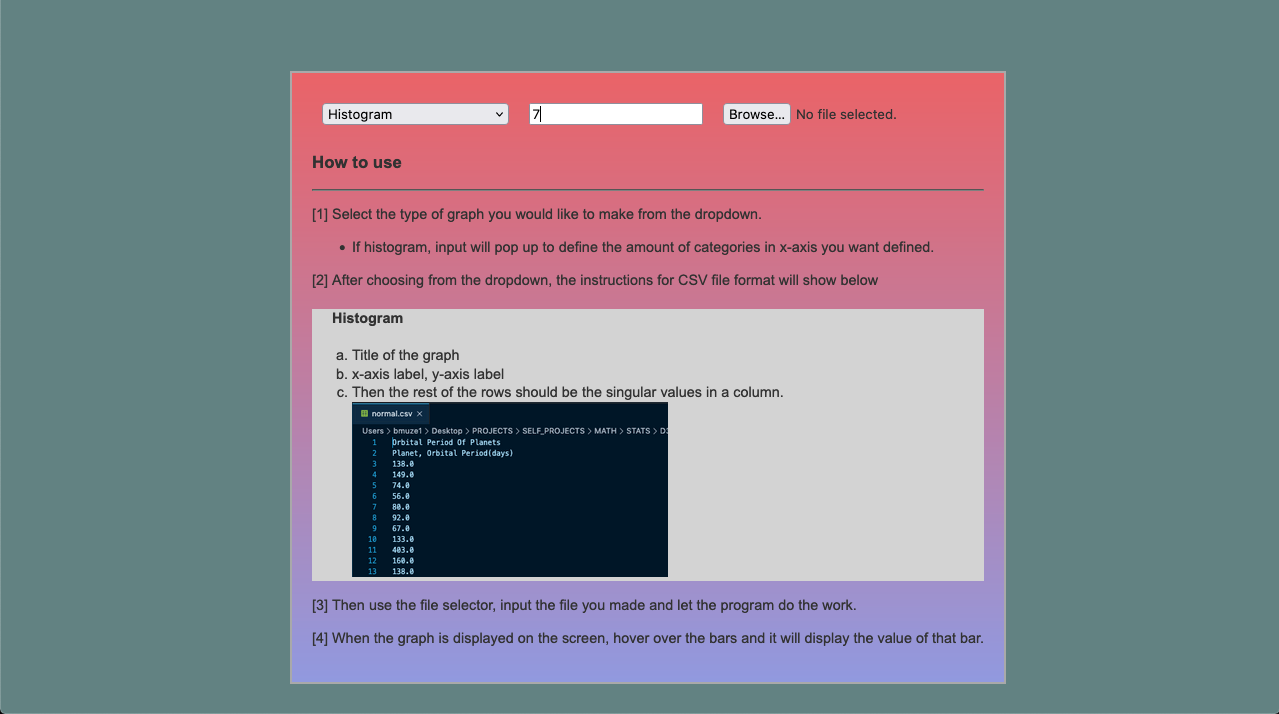 Histogram 7 Browse... No file selected.
How to use
[1] Select the type of graph you would like to make from the dropdown.
• If histogram, input will pop up to define the amount of categories in x-axis you want defined.
[2] After choosing from the dropdown, the instructions for CSV file format will show below
Histogram
a. Title of the graph
b. x-axis label, y-axis label
c. Then the rest of the rows should be the singular values in a column.
normal.csv ×
Users > bmuze1 > Desktop > PROJECTS > SELF_PROJECTS > MATH > STATS > D3
1 Orbital Period Of Planets
2 Planet, Orbital Period(days)
3 138.0
4 149.0
5 74.0
6 56.0
7 80.0
8 92.0
9 67.0
10 133.0
11 403.0
12 160.0
13 138.0
[3] Then use the file selector, input the file you made and let the program do the work.
[4] When the graph is displayed on the screen, hover over the bars and it will display the value of that bar.